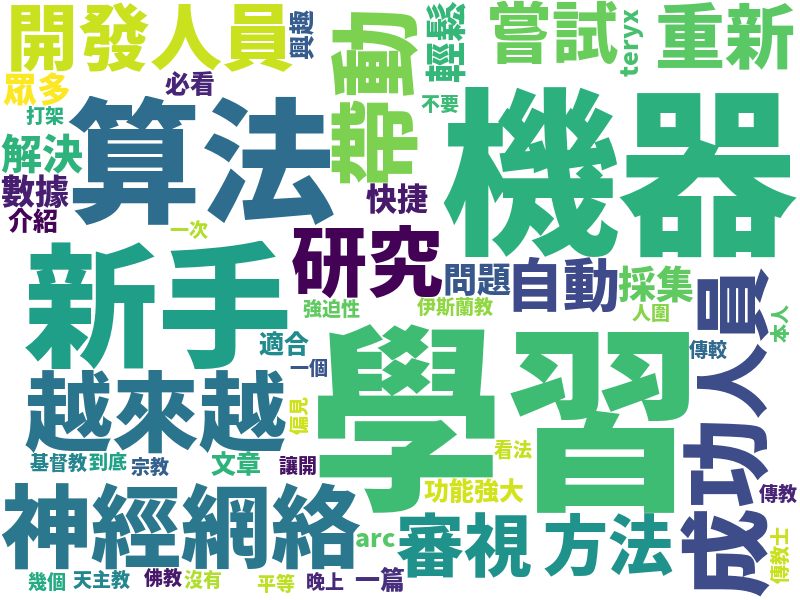 開發人員
興趣
帶動
輕鬆
嘗試
teryx
重新
眾多
必看
打架
不要
算法
機器
解決
數據
快捷
介紹
一次
研究
新手
問題
自動
採集
強迫性
伊斯蘭教
人圍
成功人員
本人
適合
一個
學習
傳較
越來越
偏見
看法
基督教
到底
宗教
文章
讓開
功能強大
傳教
神經網絡
arc
審視
方法
傳教士
幾個
天主教
佛教
沒有
平等
晚上
一篇